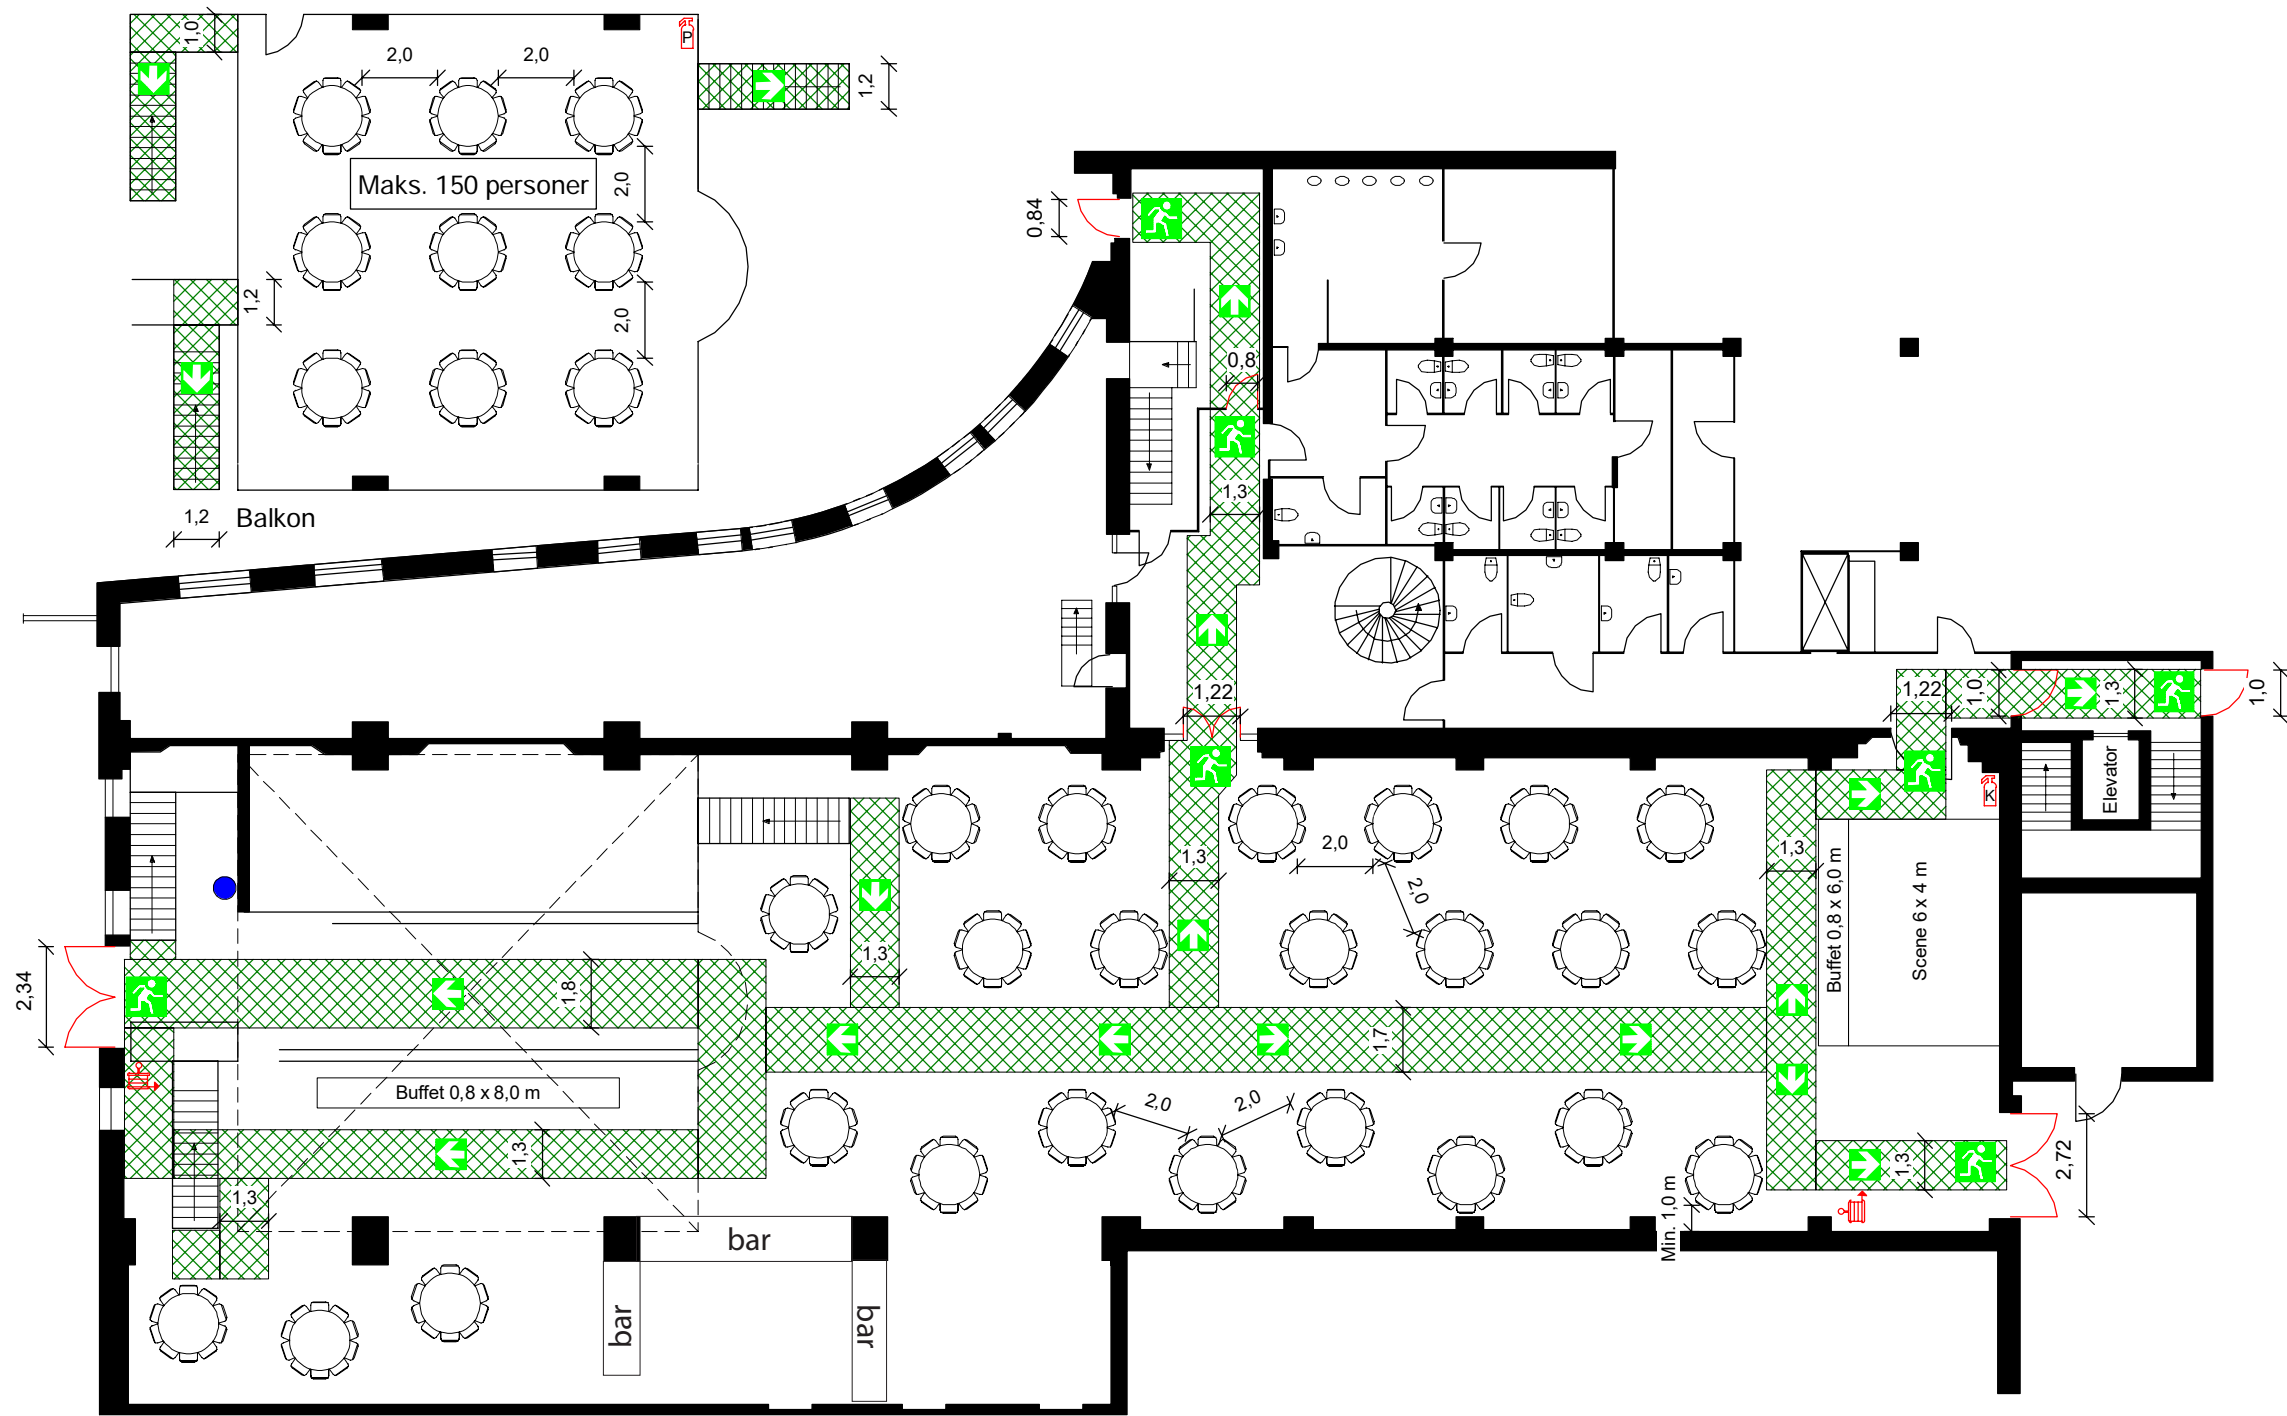 1,0
P
2,0
2,0
1,2
Maks. 150 personer
2,0
0,84
1,2
2,0
0,8
1,3
1,2
Balkon
1,22
1,22
1,0
1,3
1,0
Elevator
K
2,0
1,3
1,3
2,0
Buffet 0,8 x 6,0 m
Scene 6 x 4 m
1,3
2,34
1,8
1,7
Buffet 0,8 x 8,0 m
2,0
2,0
1,3
1,3
2,72
1,3
Min. 1,0 m
bar
bar
bar